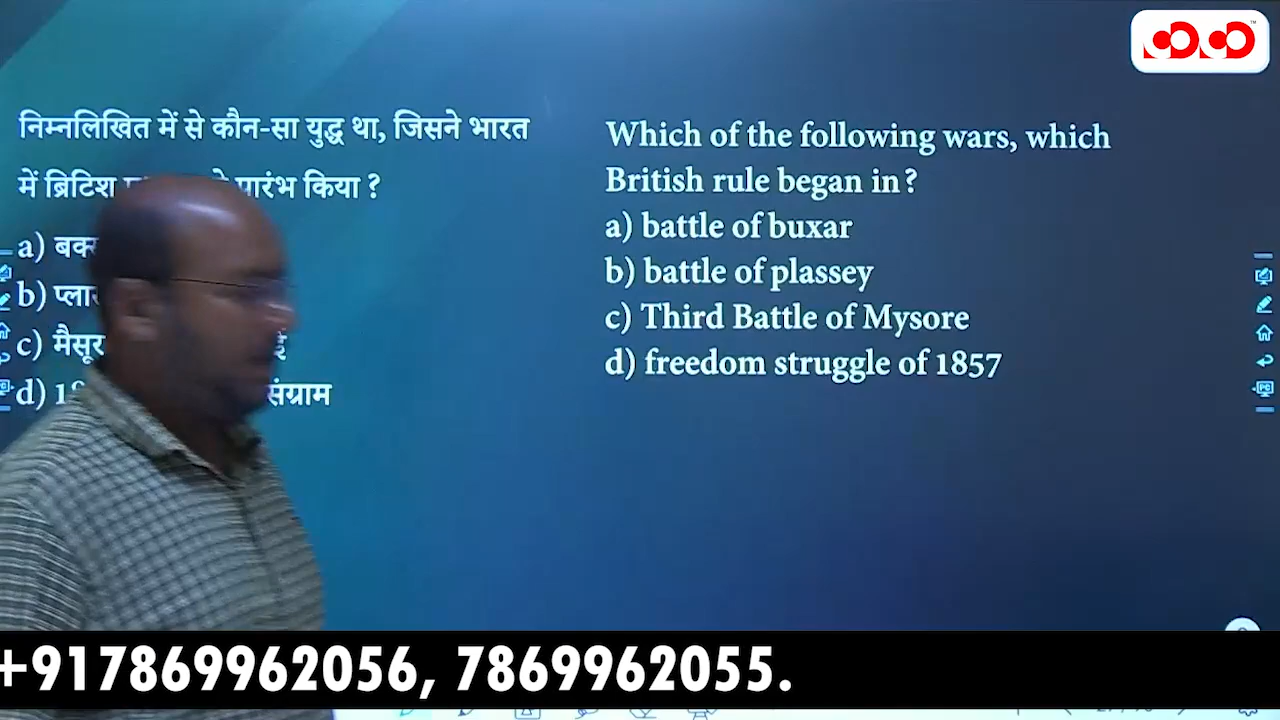 निम्नलिखित में से कौन-सा युद्ध था, जिसने भारत
में ब्रिटिश प्रारंभ किया ?
a)
b)
c) मैसूर
d) संग्राम
Which of the following wars, which
British rule began in?
a) battle of buxar
b) battle of plassey
c) Third Battle of Mysore
d) freedom struggle of 1857
+917869962056, 7869962055.